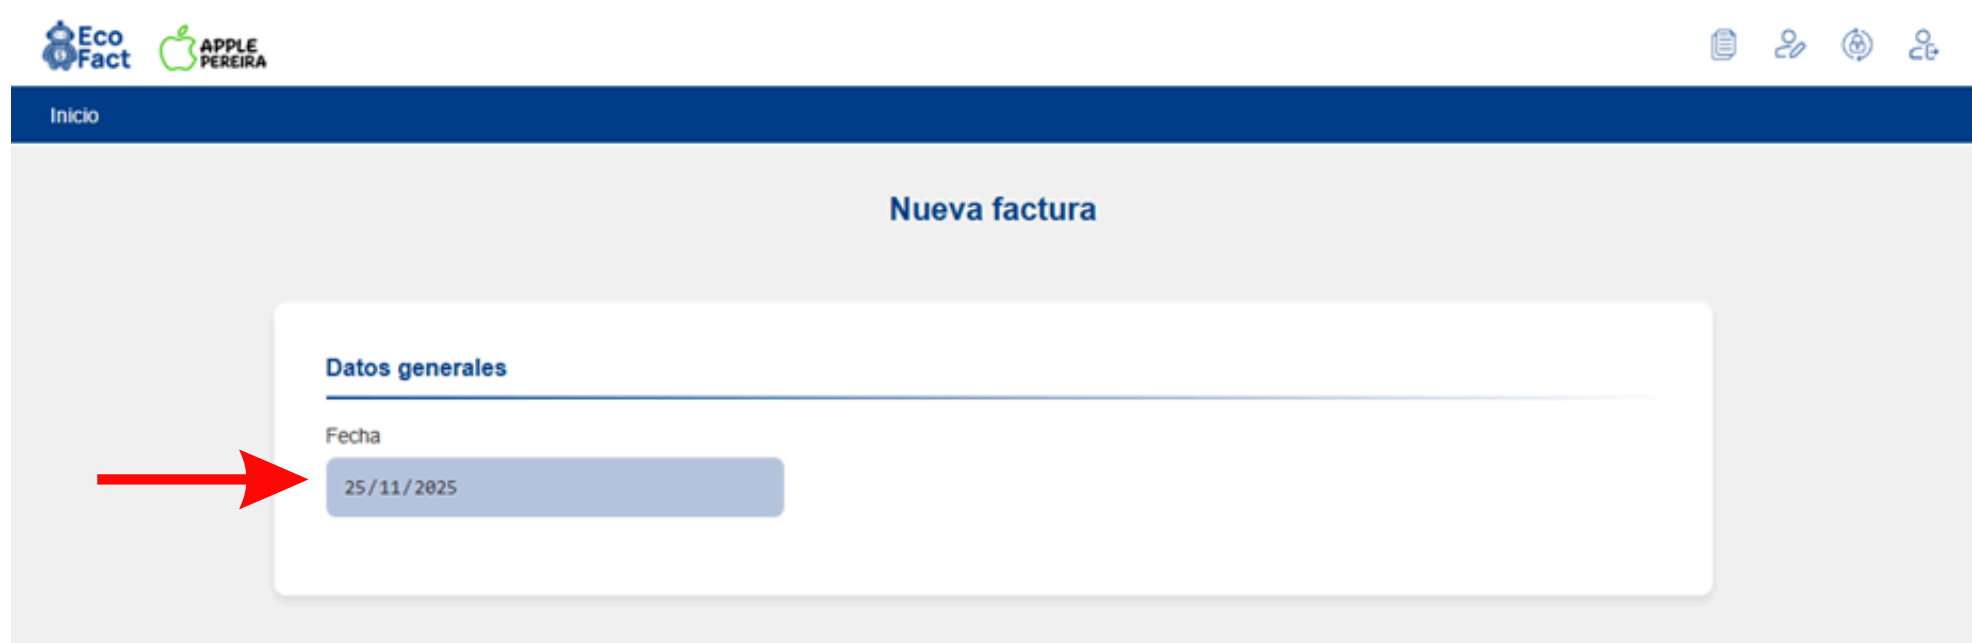 Eco
Fact
APPLE
PEREIRA
Inicio
Nueva factura
Datos generales
Fecha
25/11/2025